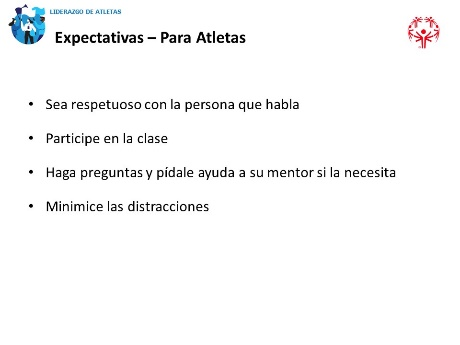 LIDERAZGO DE ATLETAS
Expectativas – Para Atletas
• Sea respetuoso con la persona que habla
• Participe en la clase
• Haga preguntas y pídale ayuda a su mentor si la necesita
• Minimice las distracciones